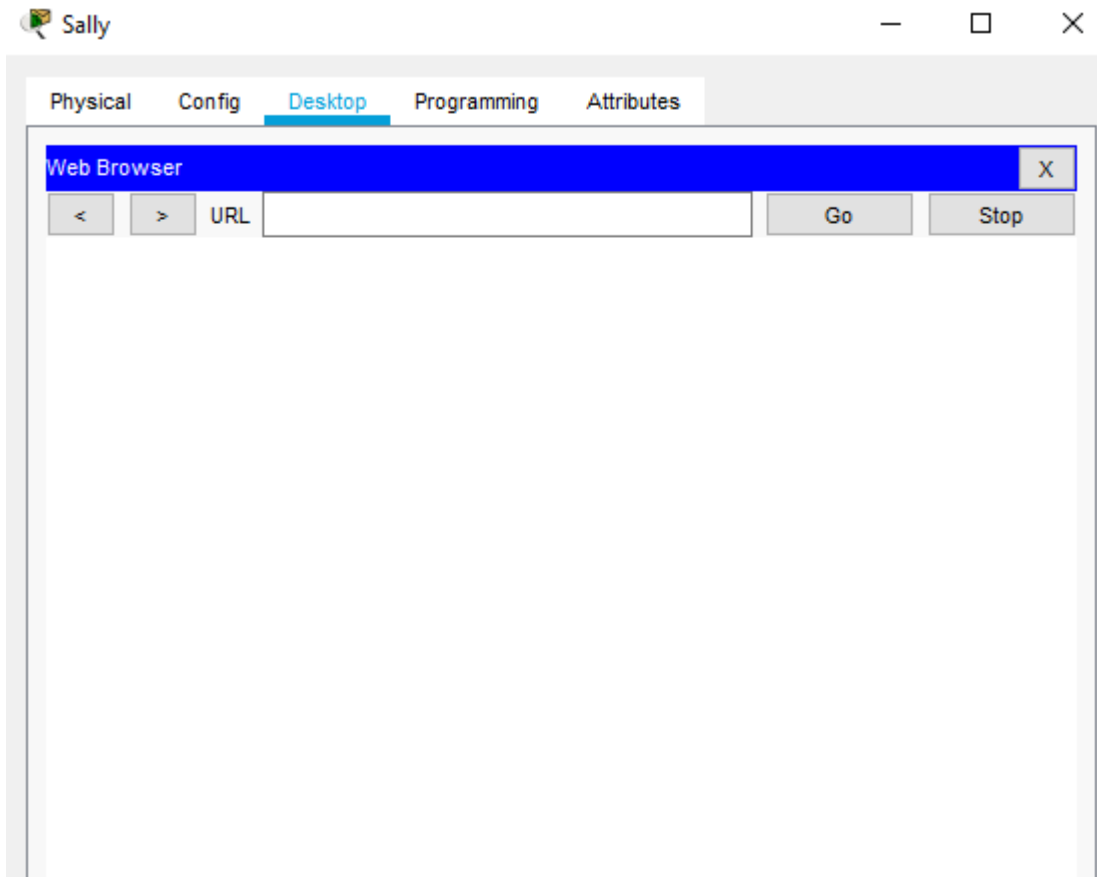 Sally
Physical Config Desktop Programming Attributes
Web Browser X
< > URL Go Stop